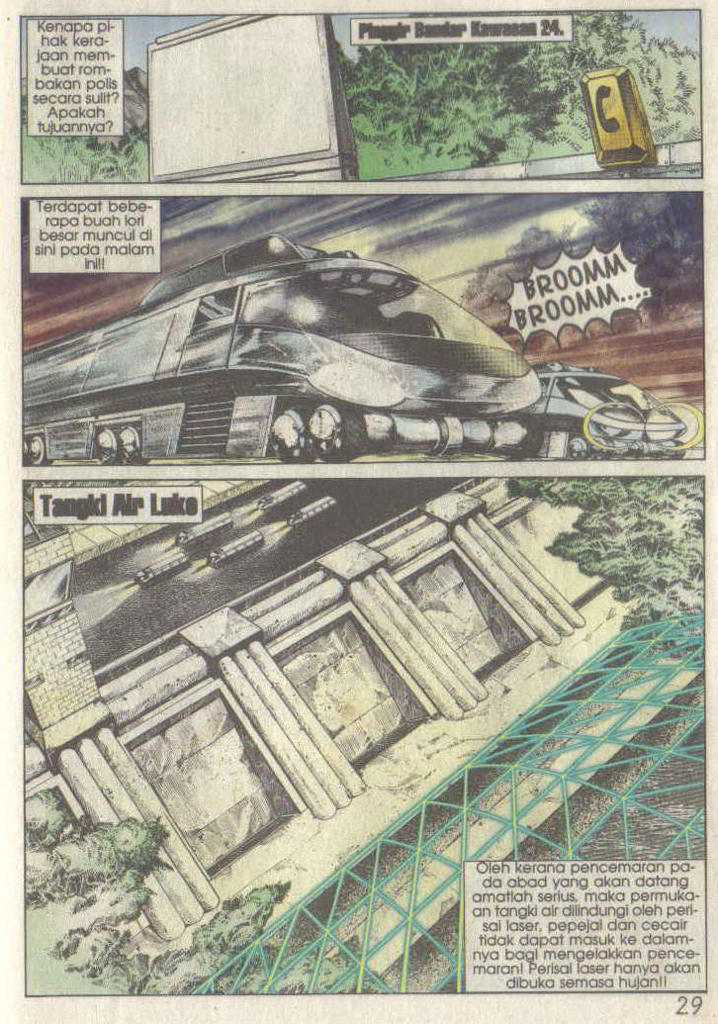 Kenapa pi-
hak kera-
jaan mem-
buat rom-
bakan polis
secara sulit?
Apakah
tujuannya?
Pinggir Bandar Kawasan 24.
Terdapat bebe-
rapa buah lori
besar muncul di
sini pada malam
ini!!
BROOMM
BROOMM....
Tangki Air Luke
Oleh kerana pencemaran pa-
da abad yang akan datang
amatlah serius, maka permuka-
an tangki air dilindungi oleh peri-
sai laser, pepejal dan cecair
tidak dapat masuk ke dalam-
nya bagi mengelakkan pence-
maran! Perisai laser hanya akan
dibuka semasa hujan!!
29